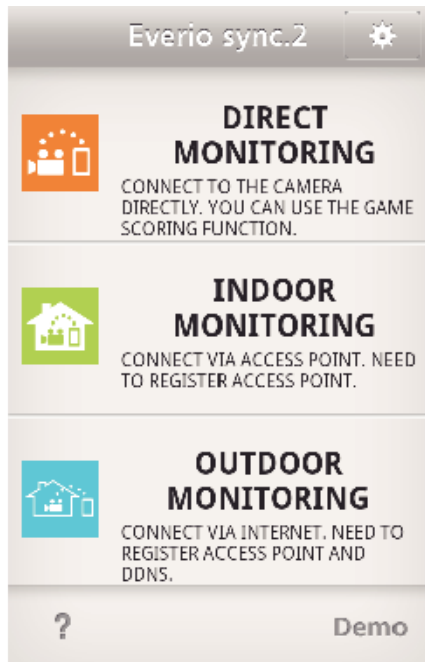 Everio sync.2
DIRECT
MONITORING
CONNECT TO THE CAMERA
DIRECTLY. YOU CAN USE THE GAME
SCORING FUNCTION.
INDOOR
MONITORING
CONNECT VIA ACCESS POINT. NEED
TO REGISTER ACCESS POINT.
OUTDOOR
MONITORING
CONNECT VIA INTERNET. NEED TO
REGISTER ACCESS POINT AND
DDNS.
? Demo